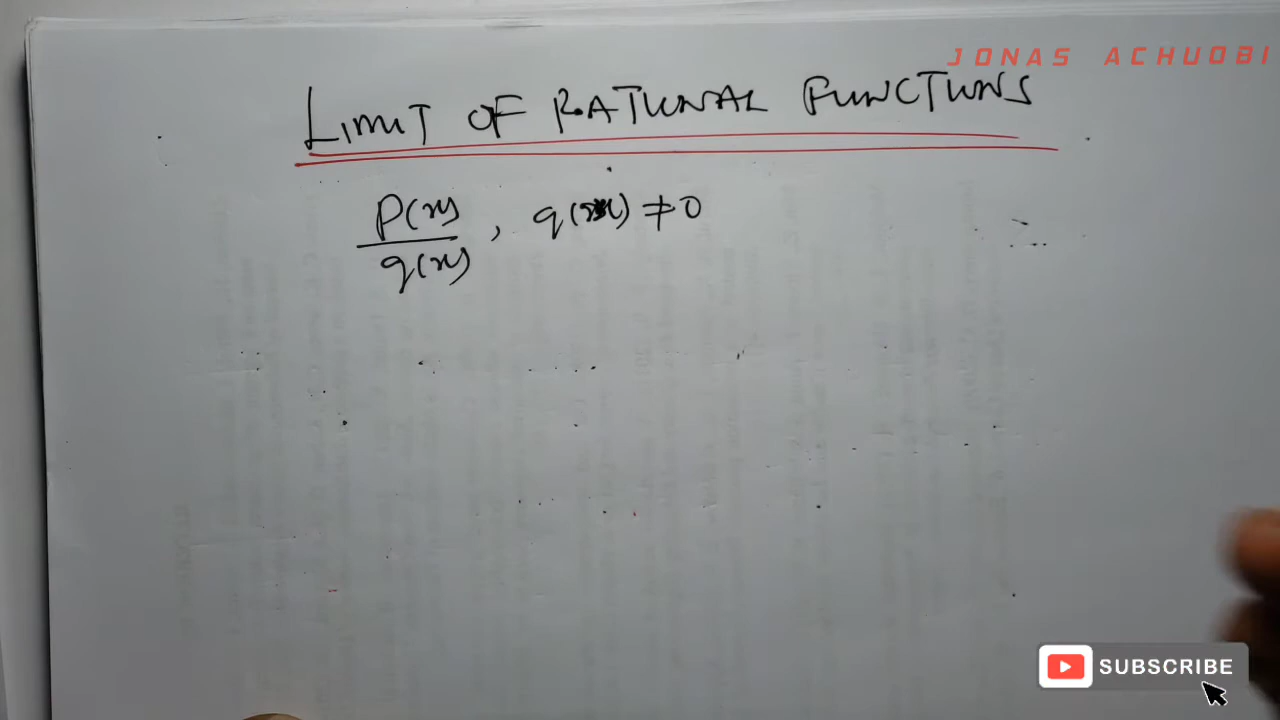 JONAS ACHUOBI
LIMIT OF RATIONAL FUNCTIONS
P(x)
q(x) , q(x) ≠ 0
SUBSCRIBE